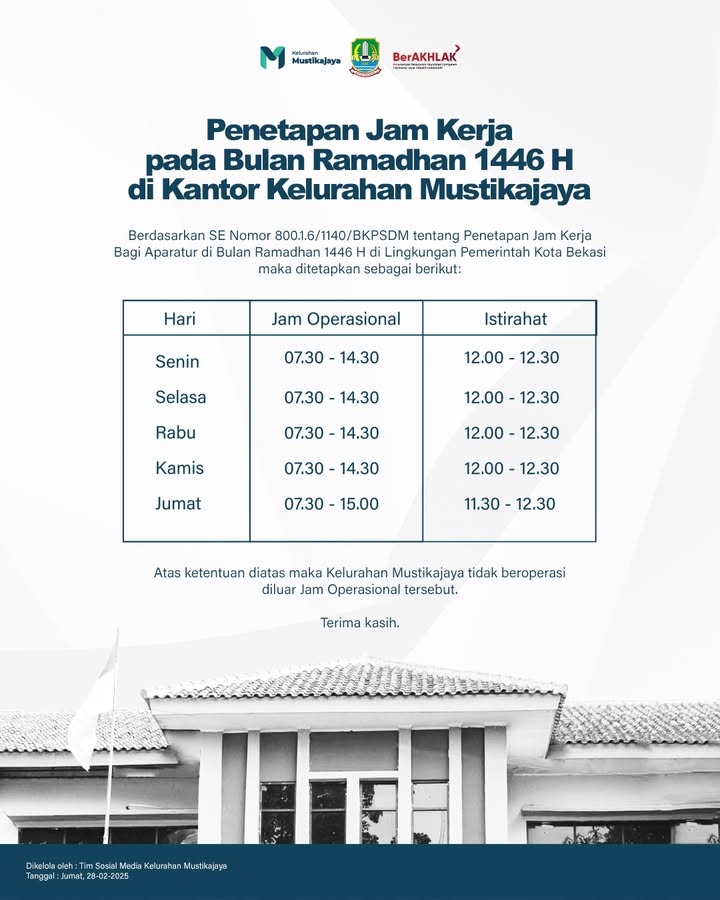 Kelurahan
Mustikajaya
BerAKHLAK
Penetapan Jam Kerja
pada Bulan Ramadhan 1446 H
di Kantor Kelurahan Mustikajaya
Berdasarkan SE Nomor 800.1.6/1140/BKPSDM tentang Penetapan Jam Kerja
Bagi Aparatur di Bulan Ramadhan 1446 H di Lingkungan Pemerintah Kota Bekasi
maka ditetapkan sebagai berikut:
Hari Jam Operasional Istirahat
Senin 07.30 - 14.30 12.00 - 12.30
Selasa 07.30 - 14.30 12.00 - 12.30
Rabu 07.30 - 14.30 12.00 - 12.30
Kamis 07.30 - 14.30 12.00 - 12.30
Jumat 07.30 - 15.00 11.30 - 12.30
Atas ketentuan diatas maka Kelurahan Mustikajaya tidak beroperasi
diluar Jam Operasional tersebut.
Terima kasih.
Dikelola oleh : Tim Sosial Media Kelurahan Mustikajaya
Tanggal : Jumat, 28-02-2025